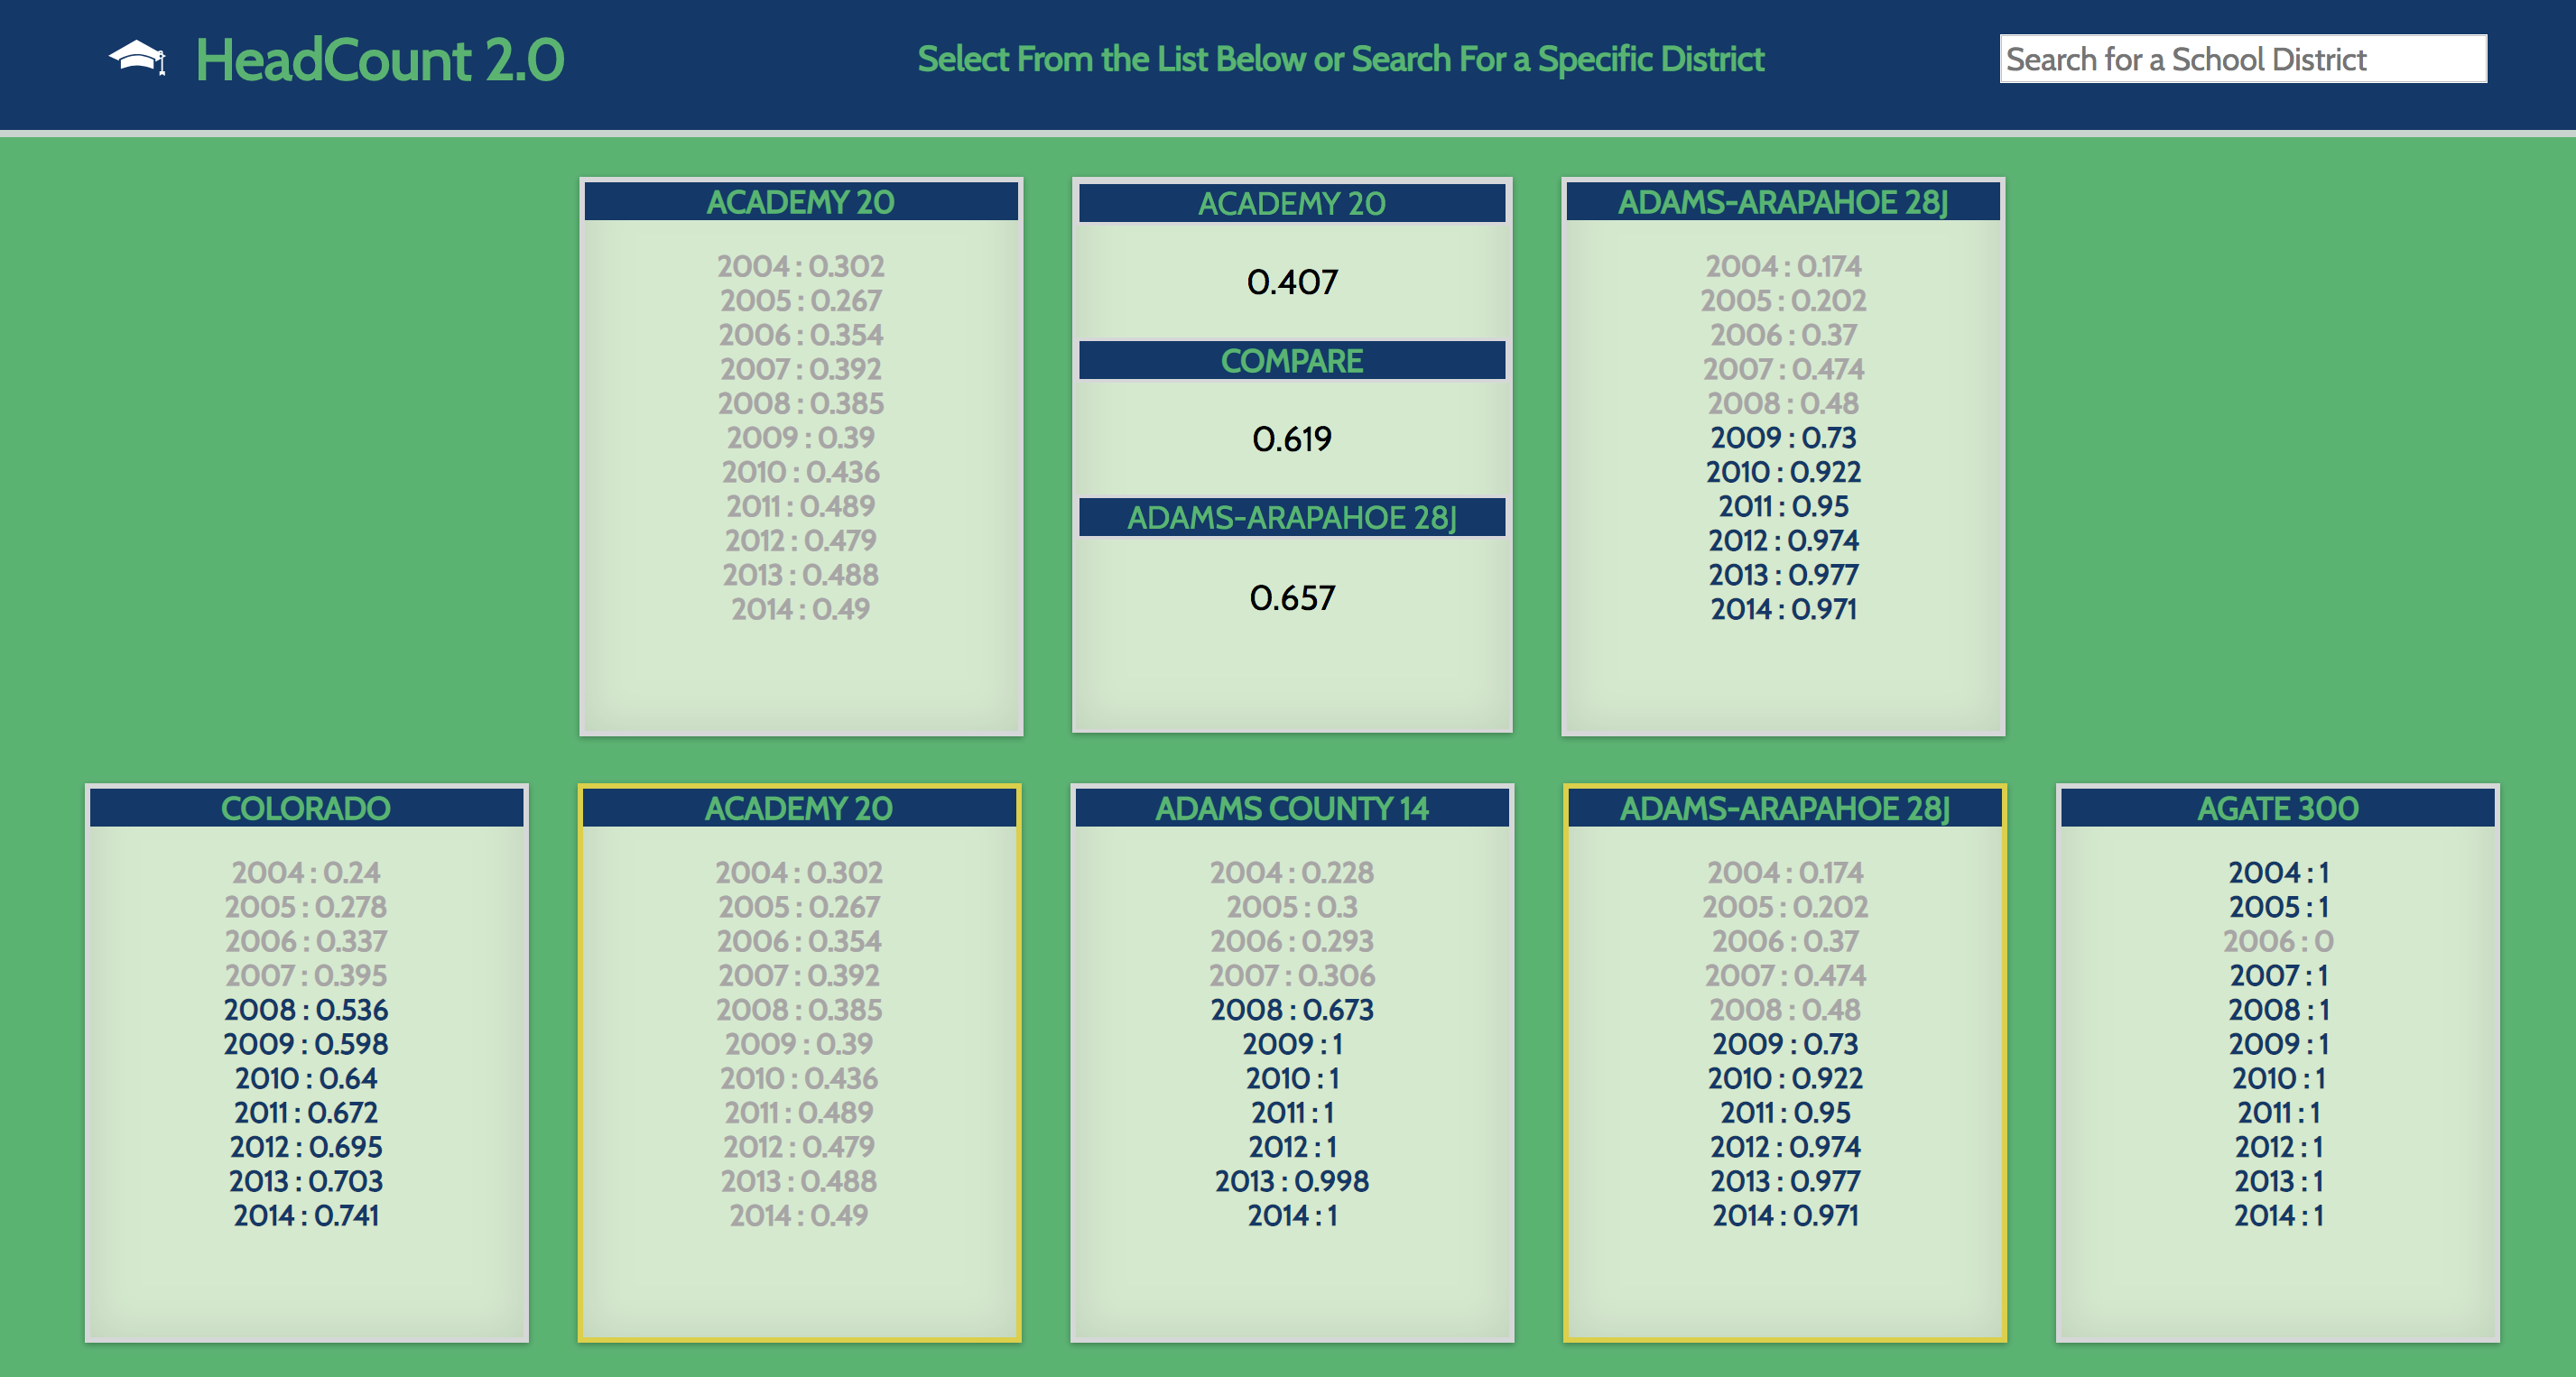 HeadCount 2.0
Select From the List Below or Search For a Specific District
Search for a School District
ACADEMY 20
2004 : 0.302
2005 : 0.267
2006 : 0.354
2007 : 0.392
2008 : 0.385
2009 : 0.39
2010 : 0.436
2011 : 0.489
2012 : 0.479
2013 : 0.488
2014 : 0.49
ACADEMY 20
0.407
COMPARE
0.619
ADAMS-ARAPAHOE 28J
0.657
ADAMS-ARAPAHOE 28J
2004 : 0.174
2005 : 0.202
2006 : 0.37
2007 : 0.474
2008 : 0.48
2009 : 0.73
2010 : 0.922
2011 : 0.95
2012 : 0.974
2013 : 0.977
2014 : 0.971
COLORADO
2004 : 0.24
2005 : 0.278
2006 : 0.337
2007 : 0.395
2008 : 0.536
2009 : 0.598
2010 : 0.64
2011 : 0.672
2012 : 0.695
2013 : 0.703
2014 : 0.741
ACADEMY 20
2004 : 0.302
2005 : 0.267
2006 : 0.354
2007 : 0.392
2008 : 0.385
2009 : 0.39
2010 : 0.436
2011 : 0.489
2012 : 0.479
2013 : 0.488
2014 : 0.49
ADAMS COUNTY 14
2004 : 0.228
2005 : 0.3
2006 : 0.293
2007 : 0.306
2008 : 0.673
2009 : 1
2010 : 1
2011 : 1
2012 : 1
2013 : 0.998
2014 : 1
ADAMS-ARAPAHOE 28J
2004 : 0.174
2005 : 0.202
2006 : 0.37
2007 : 0.474
2008 : 0.48
2009 : 0.73
2010 : 0.922
2011 : 0.95
2012 : 0.974
2013 : 0.977
2014 : 0.971
AGATE 300
2004 : 1
2005 : 1
2006 : 0
2007 : 1
2008 : 1
2009 : 1
2010 : 1
2011 : 1
2012 : 1
2013 : 1
2014 : 1